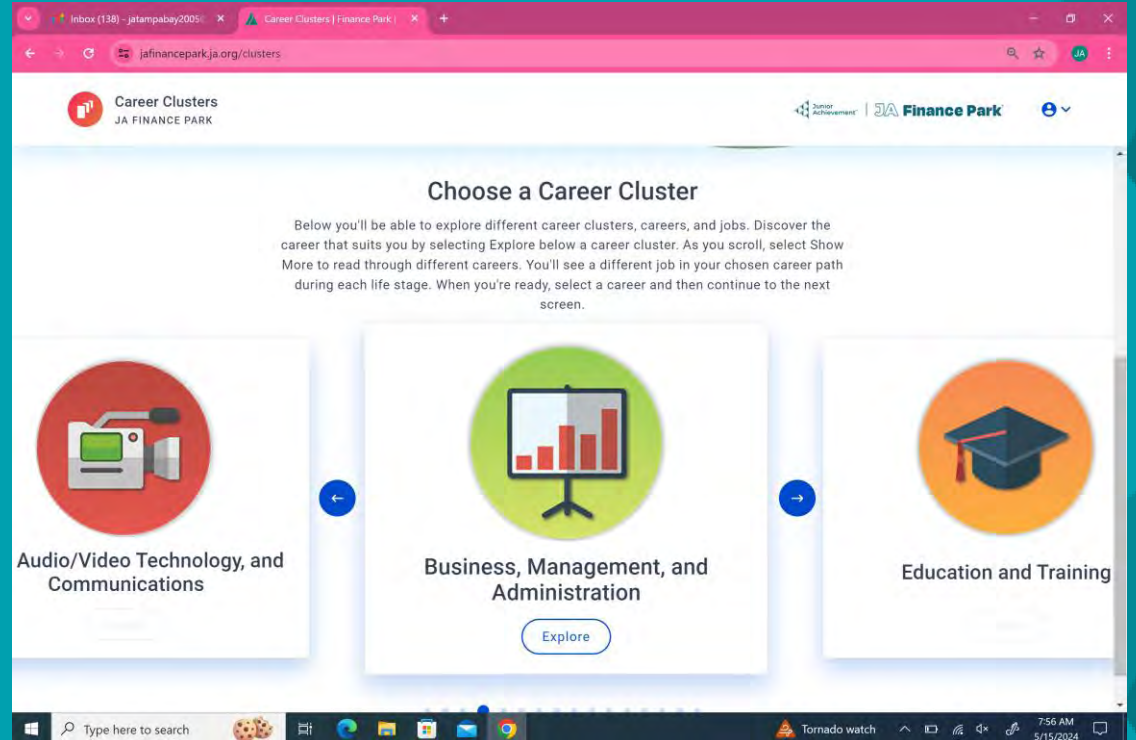 Inbox (138) - jatampabay2005
Career Clusters | Finance Park |
jafinancepark.ja.org/clusters
JA
Career Clusters
JA FINANCE PARK
Junior Achievement
JA Finance Park
Choose a Career Cluster
Below you'll be able to explore different career clusters, careers, and jobs. Discover the
career that suits you by selecting Explore below a career cluster. As you scroll, select Show
More to read through different careers. You'll see a different job in your chosen career path
during each life stage. When you're ready, select a career and then continue to the next
screen.
Audio/Video Technology, and
Communications
Business, Management, and
Administration
Explore
Education and Training
Type here to search
Tornado watch
7:56 AM
5/15/2024